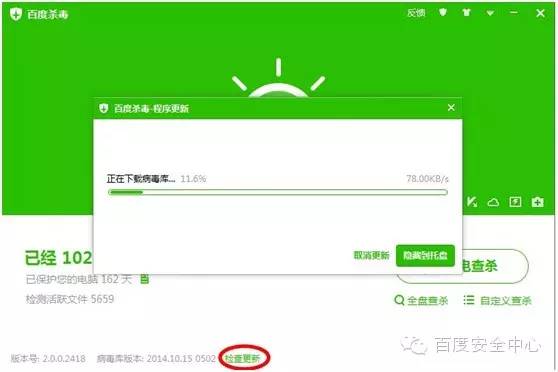 百度杀毒
反馈
百度杀毒-程序更新
正在下载病毒库... 11.6% 78.00KB/s
取消更新 隐藏到托盘
已经 102
电查杀
已保护您的电脑 162 天
检测活跃文件 5659
全盘查杀 自定义查杀
版本号: 2.0.0.2418 病毒库版本: 2014.10.15 0502 检查更新
百度安全中心